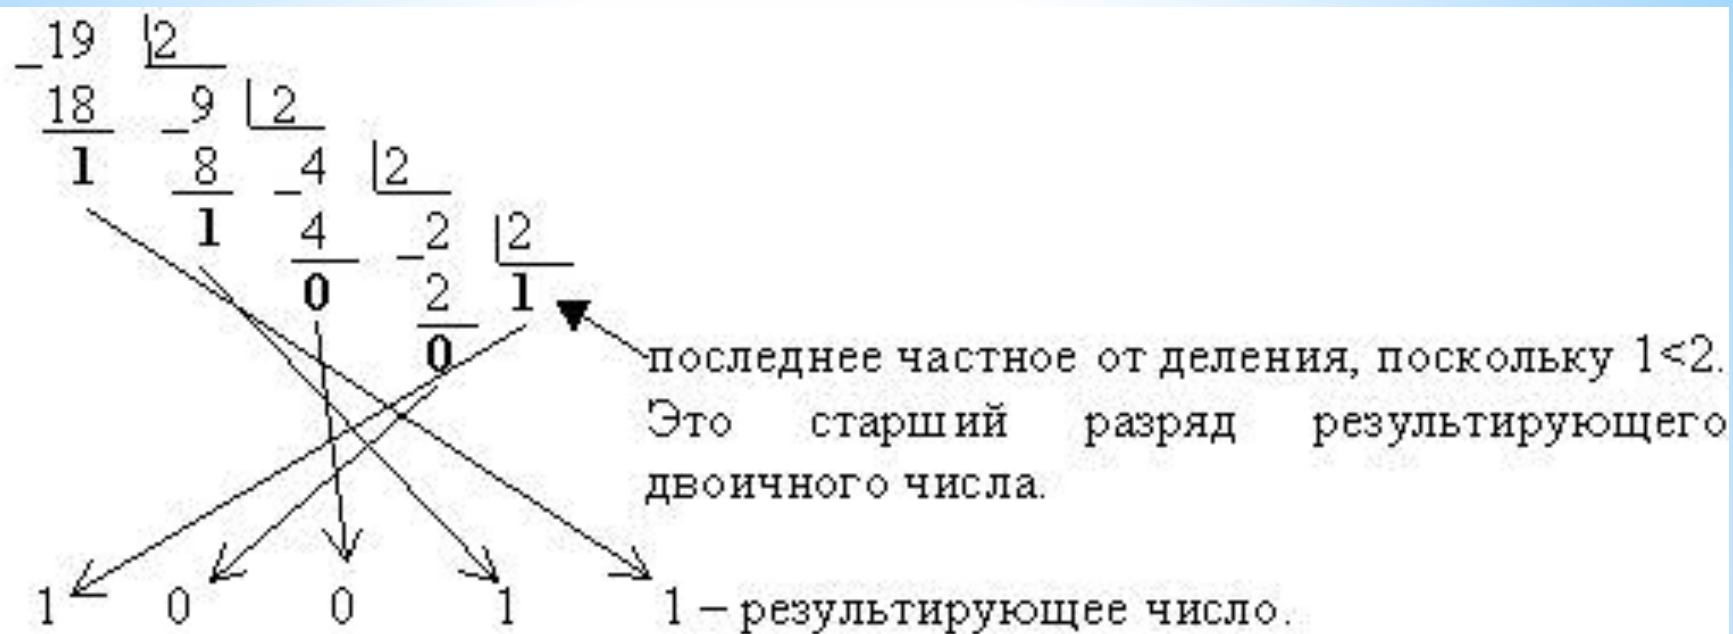 −19 2
18 −9 2
1 8 −4 2
1 4 −2 2
0 2 1
0
последнее частное от деления, поскольку 1<2.
Это старший разряд результирующего
двоичного числа.
1 0 0 1 1 – результирующее число.